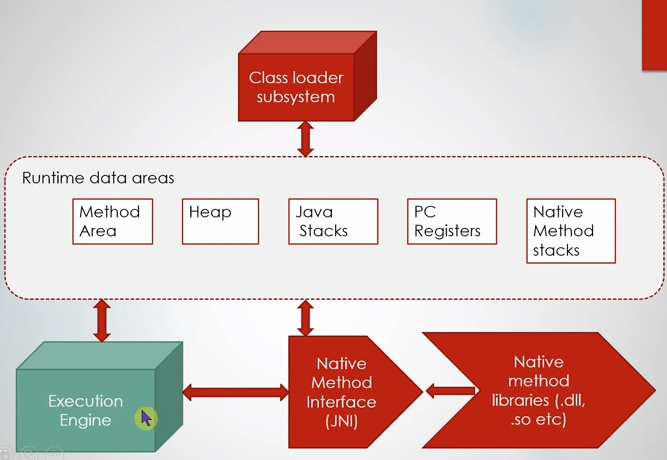 Class loader
subsystem
Runtime data areas
Method
Area
Heap
Java
Stacks
PC
Registers
Native
Method
stacks
Execution
Engine
Native
Method
Interface
(JNI)
Native
method
libraries (.dll,
.so etc)